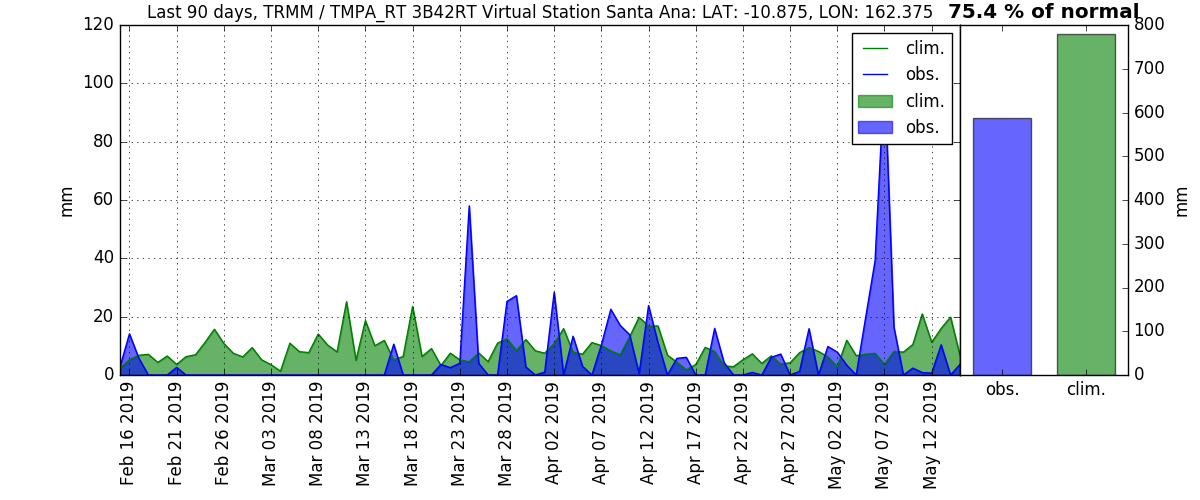 Last 90 days, TRMM / TMPA_RT 3B42RT Virtual Station Santa Ana: LAT: -10.875, LON: 162.375
75.4 % of normal
120
100
80
60
40
20
0
mm
clim.
obs.
clim.
obs.
800
700
600
500
400
300
200
100
0
mm
obs.
clim.
Feb 16 2019
Feb 21 2019
Feb 26 2019
Mar 03 2019
Mar 08 2019
Mar 13 2019
Mar 18 2019
Mar 23 2019
Mar 28 2019
Apr 02 2019
Apr 07 2019
Apr 12 2019
Apr 17 2019
Apr 22 2019
Apr 27 2019
May 02 2019
May 07 2019
May 12 2019